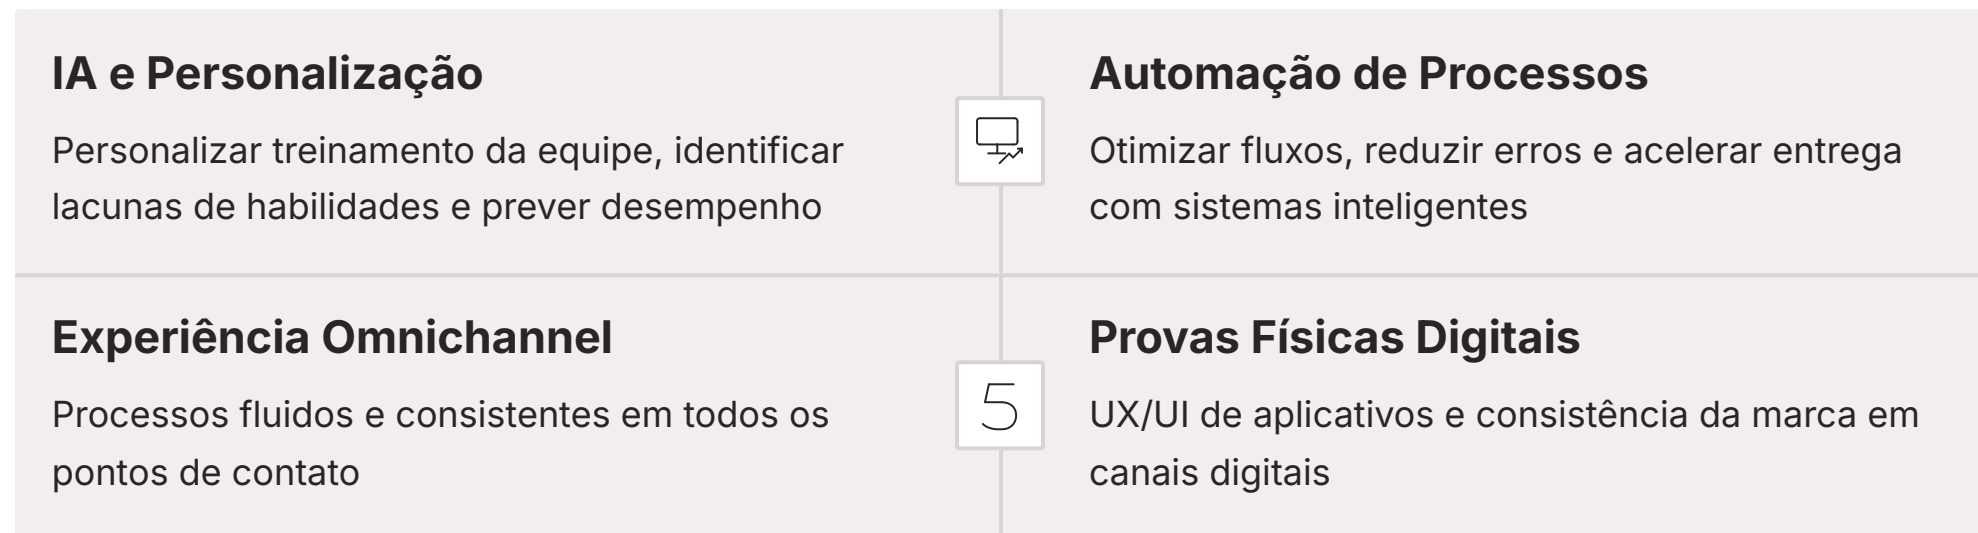 IA e Personalização
Personalizar treinamento da equipe, identificar
lacunas de habilidades e prever desempenho
Automação de Processos
Otimizar fluxos, reduzir erros e acelerar entrega
com sistemas inteligentes
Experiência Omnichannel
Processos fluidos e consistentes em todos os
pontos de contato
5
Provas Físicas Digitais
UX/UI de aplicativos e consistência da marca em
canais digitais